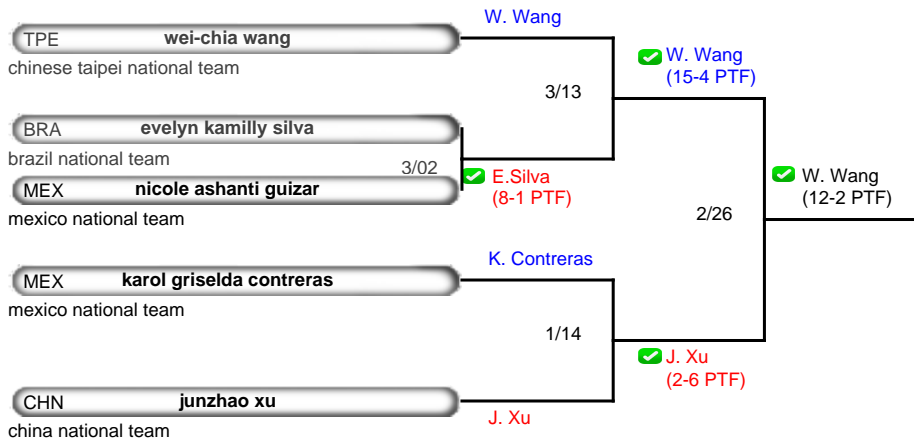 W. Wang
TPE wei-chia wang
chinese taipei national team
W. Wang
(15-4 PTF)
3/13
BRA evelyn kamilly silva
brazil national team
3/02
MEX nicole ashanti guizar
mexico national team
E.Silva
(8-1 PTF)
W. Wang
(12-2 PTF)
2/26
K. Contreras
MEX karol griselda contreras
mexico national team
1/14
J. Xu
(2-6 PTF)
CHN junzhao xu
china national team
J. Xu